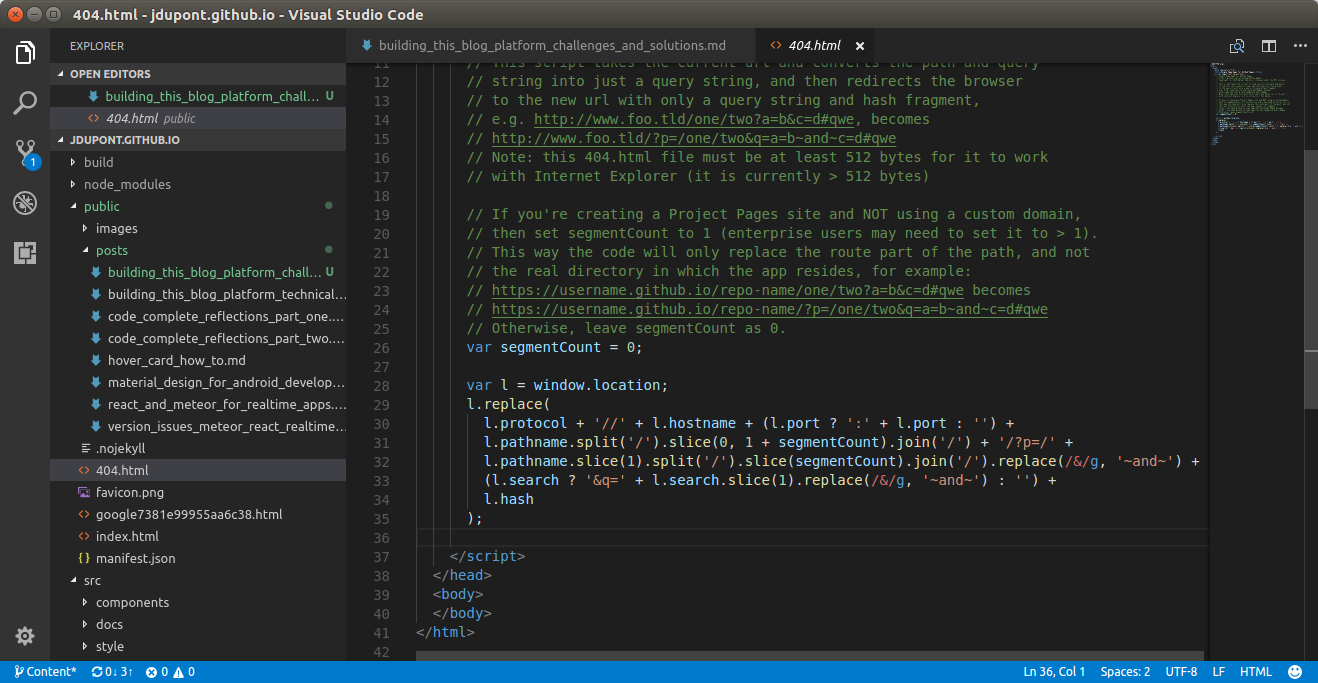 404.html - jdupont.github.io - Visual Studio Code
EXPLORER
OPEN EDITORS
building_this_blog_platform_chall... U
404.html public
JDUPONT.GITHUB.IO
build
node_modules
public
images
posts
building_this_blog_platform_chall... U
building_this_blog_platform_technical...
code_complete_reflections_part_one....
code_complete_reflections_part_two....
hover_card_how_to.md
material_design_for_android_develop...
react_and_meteor_for_realtime_apps....
version_issues_meteor_react_realtime...
.nojekyll
404.html
favicon.png
google7381e99955aa6c38.html
index.html
manifest.json
src
components
docs
style
1
building_this_blog_platform_challenges_and_solutions.md
404.html
11 // This script takes the current url and converts the path and query
12 // string into just a query string, and then redirects the browser
13 // to the new url with only a query string and hash fragment,
14 // e.g. http://www.foo.tld/one/two?a=b&c=d#qwe, becomes
15 // http://www.foo.tld/?p=/one/two&q=a=b~and~c=d#qwe
16 // Note: this 404.html file must be at least 512 bytes for it to work
17 // with Internet Explorer (it is currently > 512 bytes)
18
19 // If you're creating a Project Pages site and NOT using a custom domain,
20 // then set segmentCount to 1 (enterprise users may need to set it to > 1).
21 // This way the code will only replace the route part of the path, and not
22 // the real directory in which the app resides, for example:
23 // https://username.github.io/repo-name/one/two?a=b&c=d#qwe becomes
24 // https://username.github.io/repo-name/?p=/one/two&q=a=b~and~c=d#qwe
25 // Otherwise, leave segmentCount as 0.
26 var segmentCount = 0;
27
28 var l = window.location;
29 l.replace(
30 l.protocol + '//' + l.hostname + (l.port ? ':' + l.port : '') +
31 l.pathname.split('/').slice(0, 1 + segmentCount).join('/') + '/?p=/' +
32 l.pathname.slice(1).split('/').slice(segmentCount).join('/').replace(/&/g, '~and~') +
33 (l.search ? '&q=' + l.search.slice(1).replace(/&/g, '~and~') : '') +
34 l.hash
35 );
36
37 </script>
38 </head>
39 <body>
40 </body>
41 </html>
42
Content* 0↓ 3↑ 0 0
Ln 36, Col 1 Spaces: 2 UTF-8 LF HTML